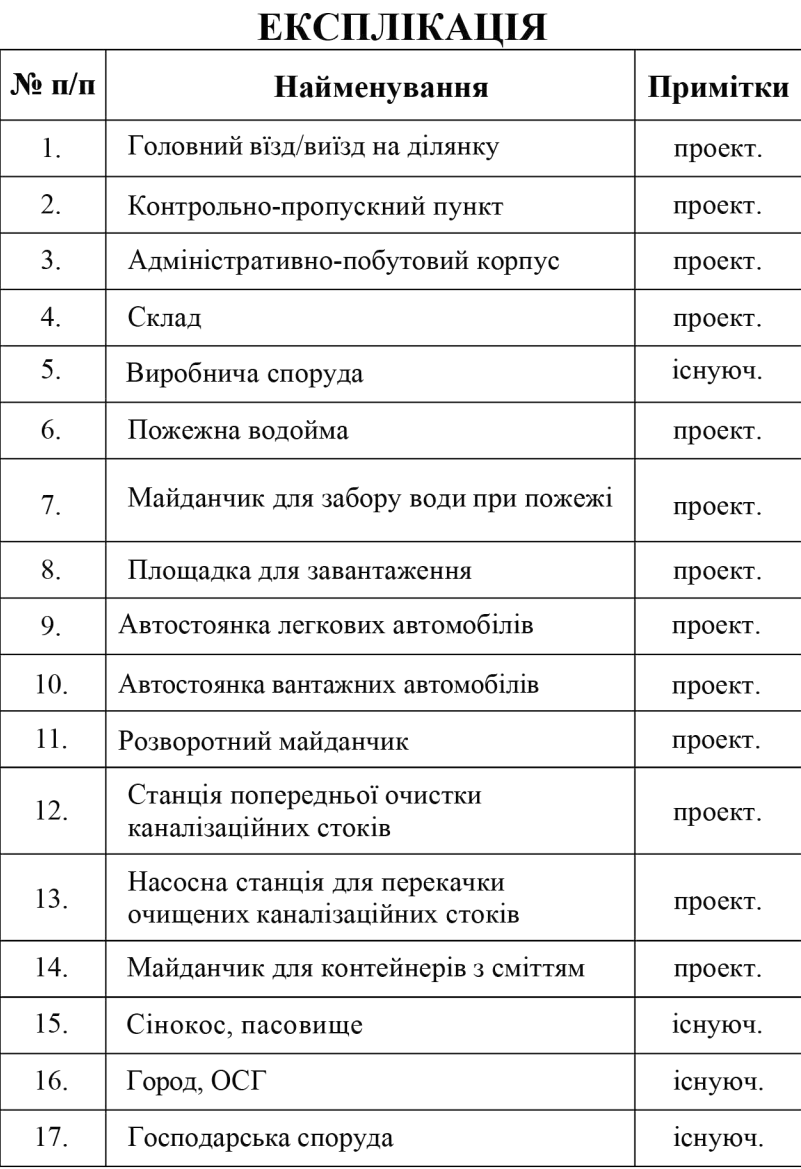 ЕКСПЛІКАЦІЯ
№ п/п Найменування Примітки
1. Головний вїзд/виїзд на ділянку проект.
2. Контрольно-пропускний пункт проект.
3. Адміністративно-побутовий корпус проект.
4. Склад проект.
5. Виробнича споруда існуюч.
6. Пожежна водойма проект.
7. Майданчик для забору води при пожежі проект.
8. Площадка для завантаження проект.
9. Автостоянка легкових автомобілів проект.
10. Автостоянка вантажних автомобілів проект.
11. Розворотний майданчик проект.
12. Станція попередньої очистки
каналізаційних стоків проект.
13. Насосна станція для перекачки
очищених каналізаційних стоків проект.
14. Майданчик для контейнерів з сміттям проект.
15. Сінокос, пасовище існуюч.
16. Город, ОСГ існуюч.
17. Господарська споруда існуюч.